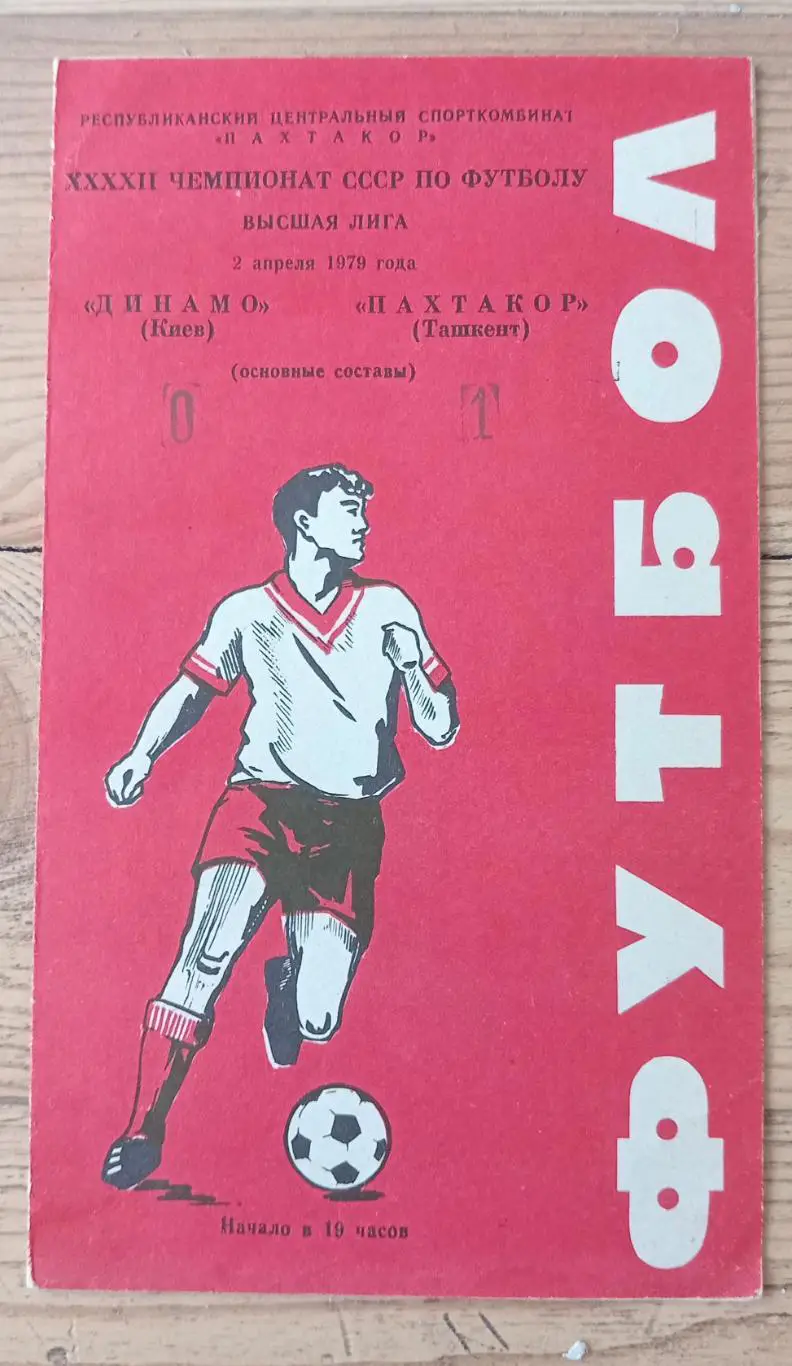 РЕСПУБЛИКАНСКИЙ ЦЕНТРАЛЬНЫЙ СПОРТКОМБИНАТ
«ПАХТАКОР»
XXXXII ЧЕМПИОНАТ СССР ПО ФУТБОЛУ
ВЫСШАЯ ЛИГА
2 апреля 1979 года
«ДИНАМО» «ПАХТАКОР»
(Киев) (Ташкент)
(основные составы)
0 1
Начало в 19 часов
ФУТБОЛ